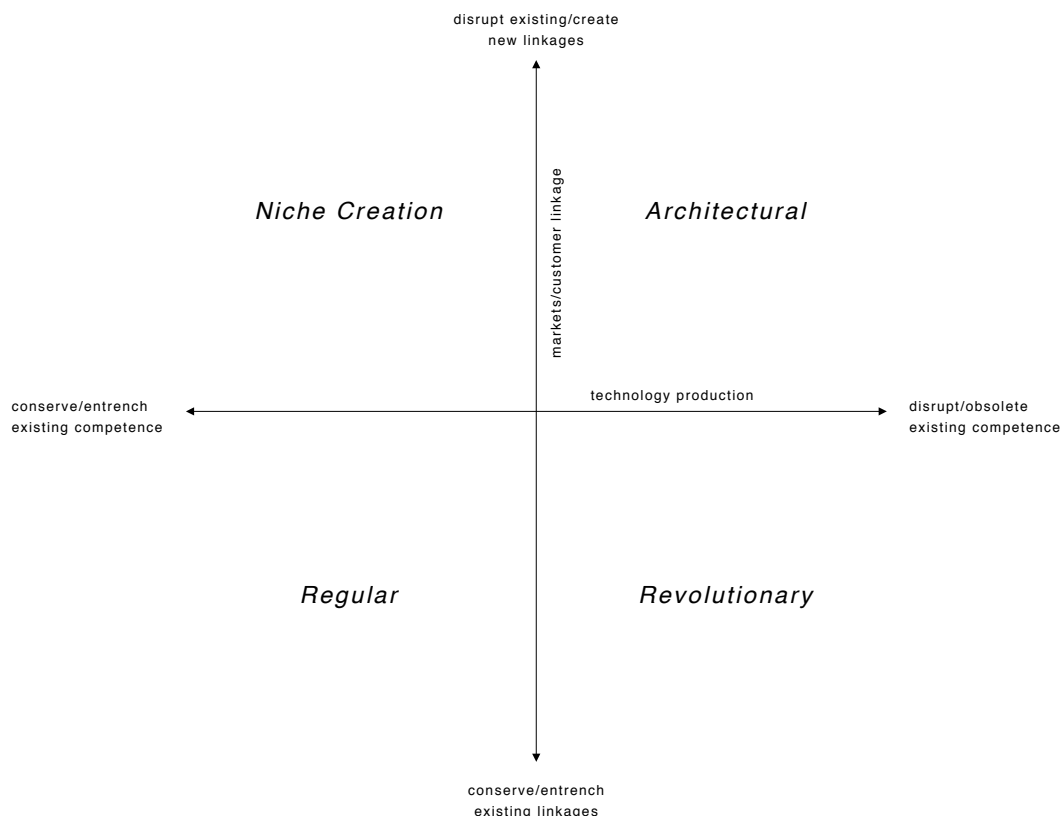 disrupt existing/create
new linkages
Niche Creation
Architectural
markets/customer linkage
technology production
conserve/entrench
existing competence
disrupt/obsolete
existing competence
Regular
Revolutionary
conserve/entrench
existing linkages